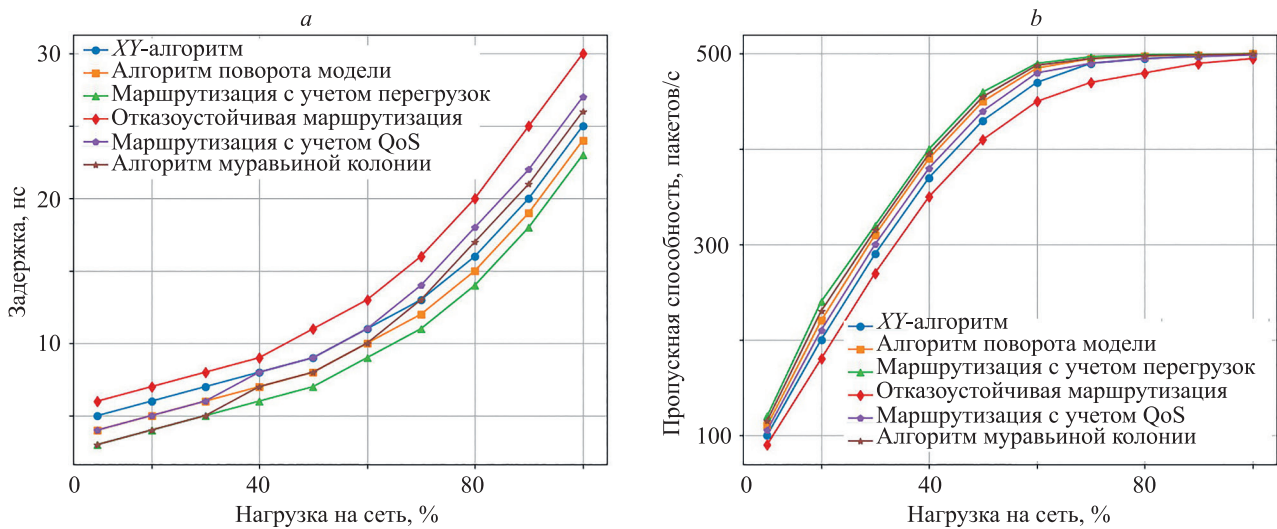 a
30
20
10
0
40
80
Задержка, нс
Нагрузка на сеть, %
XY-алгоритм
Алгоритм поворота модели
Маршрутизация с учетом перегрузок
Отказоустойчивая маршрутизация
Маршрутизация с учетом QoS
Алгоритм муравьиной колонии
b
500
300
100
0
40
80
Пропускная способность, пакетов/с
Нагрузка на сеть, %
XY-алгоритм
Алгоритм поворота модели
Маршрутизация с учетом перегрузок
Отказоустойчивая маршрутизация
Маршрутизация с учетом QoS
Алгоритм муравьиной колонии